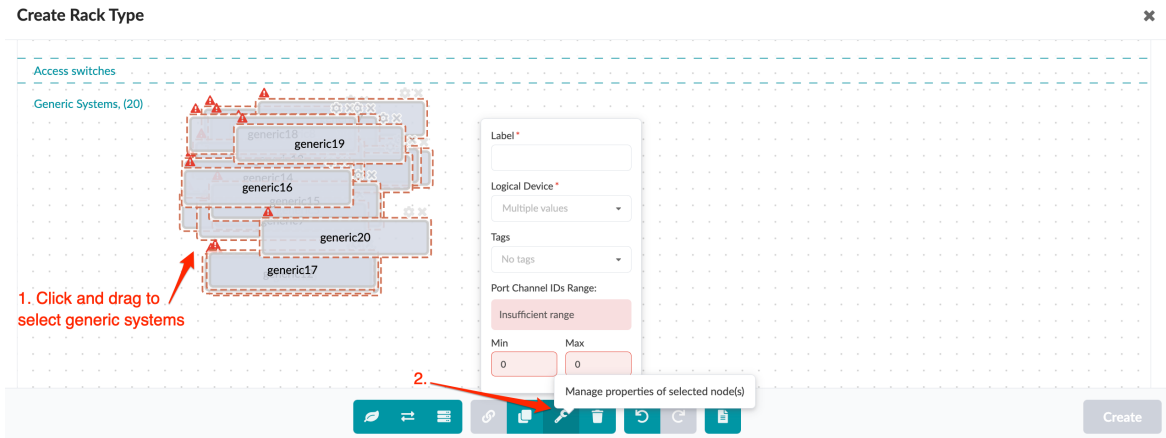 Create Rack Type
Access switches
Generic Systems, (20)
generic18
generic19
generic14
generic16
generic15
generic20
generic17
1. Click and drag to
select generic systems
Label*
Logical Device*
Multiple values
Tags
No tags
Port Channel IDs Range:
Insufficient range
Min
Max
0
0
2.
Manage properties of selected node(s)
Create